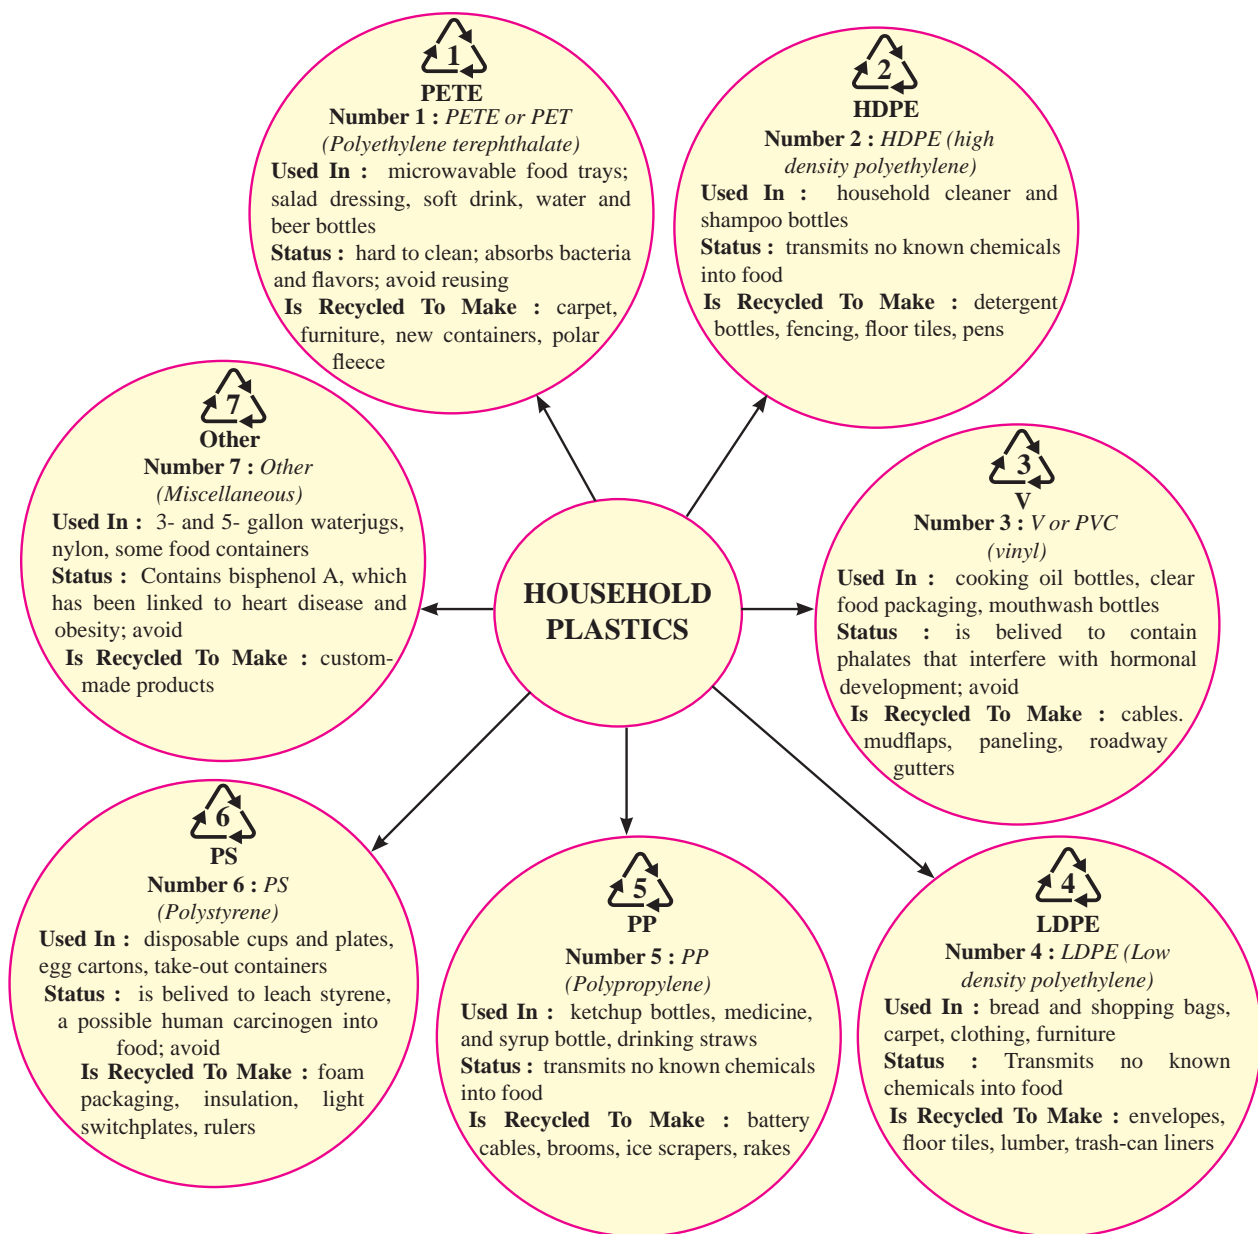 1
PETE
Number 1 : PETE or PET
(Polyethylene terephthalate)
Used In : microwavable food trays;
salad dressing, soft drink, water and
beer bottles
Status : hard to clean; absorbs bacteria
and flavors; avoid reusing
Is Recycled To Make : carpet,
furniture, new containers, polar
fleece
2
HDPE
Number 2 : HDPE (high
density polyethylene)
Used In : household cleaner and
shampoo bottles
Status : transmits no known chemicals
into food
Is Recycled To Make : detergent
bottles, fencing, floor tiles, pens
7
Other
Number 7 : Other
(Miscellaneous)
Used In : 3- and 5- gallon waterjugs,
nylon, some food containers
Status : Contains bisphenol A, which
has been linked to heart disease and
obesity; avoid
Is Recycled To Make : custom-
made products
HOUSEHOLD
PLASTICS
3
V
Number 3 : V or PVC
(vinyl)
Used In : cooking oil bottles, clear
food packaging, mouthwash bottles
Status : is belived to contain
phalates that interfere with hormonal
development; avoid
Is Recycled To Make : cables.
mudflaps, paneling, roadway
gutters
6
PS
Number 6 : PS
(Polystyrene)
Used In : disposable cups and plates,
egg cartons, take-out containers
Status : is belived to leach styrene,
a possible human carcinogen into
food; avoid
Is Recycled To Make : foam
packaging, insulation, light
switchplates, rulers
5
PP
Number 5 : PP
(Polypropylene)
Used In : ketchup bottles, medicine,
and syrup bottle, drinking straws
Status : transmits no known chemicals
into food
Is Recycled To Make : battery
cables, brooms, ice scrapers, rakes
4
LDPE
Number 4 : LDPE (Low
density polyethylene)
Used In : bread and shopping bags,
carpet, clothing, furniture
Status : Transmits no known
chemicals into food
Is Recycled To Make : envelopes,
floor tiles, lumber, trash-can liners